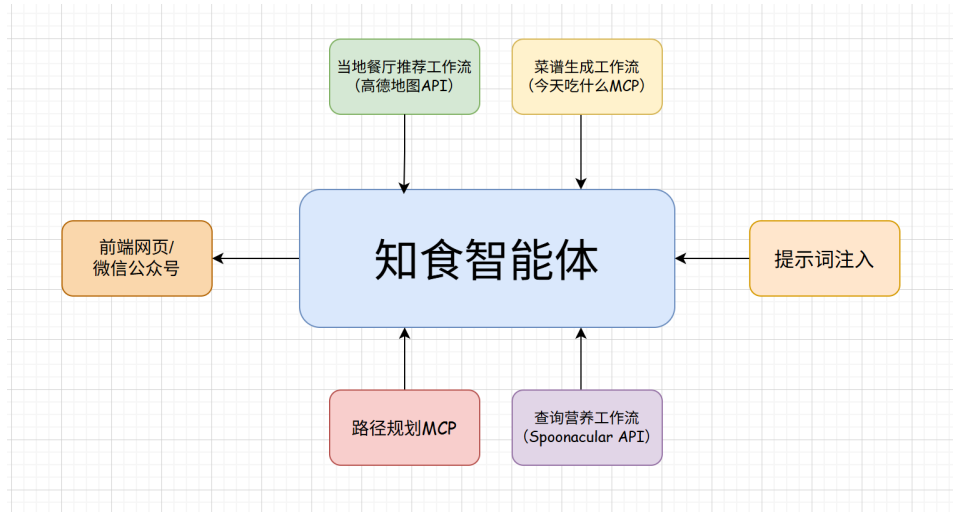 当地餐厅推荐工作流
（高德地图API）
菜谱生成工作流
（今天吃什么MCP）
前端网页/
微信公众号
知食智能体
提示词注入
路径规划MCP
查询营养工作流
（Spoonacular API）